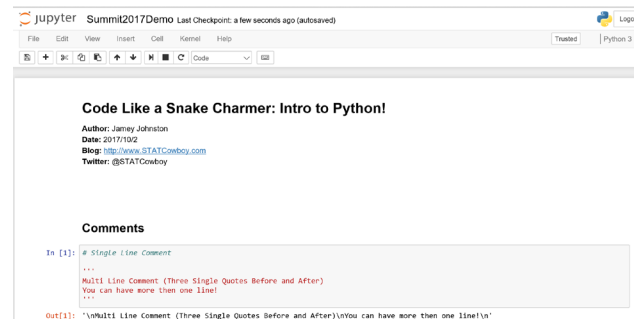 jupyter Summit2017Demo Last Checkpoint: a few seconds ago (autosaved)
File Edit View Insert Cell Kernel Help Trusted Python 3
Code
Code Like a Snake Charmer: Intro to Python!
Author: Jamey Johnston
Date: 2017/10/2
Blog: http://www.STATCowboy.com
Twitter: @STATCowboy
Comments
In [1]: # Single Line Comment
'''
Multi Line Comment (Three Single Quotes Before and After)
You can have more then one line!
'''
Out[1]: '\nMulti Line Comment (Three Single Quotes Before and After)\nYou can have more then one line!\n'